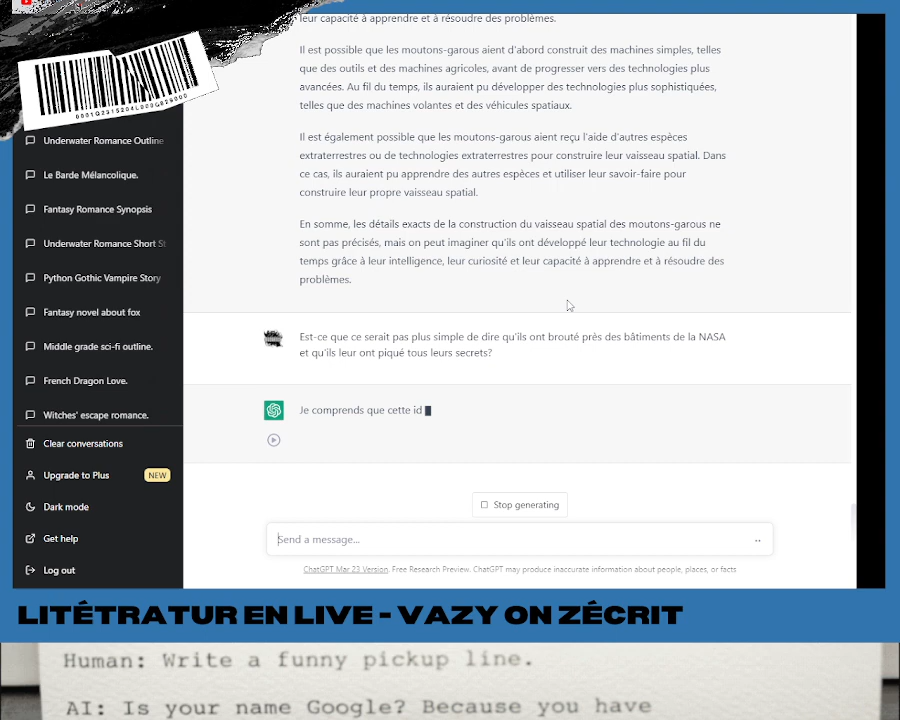 leur capacité à apprendre et à résoudre des problèmes.
Il est possible que les moutons-garous aient d'abord construit des machines simples, telles
que des outils et des machines agricoles, avant de progresser vers des technologies plus
avancées. Au fil du temps, ils auraient pu développer des technologies plus sophistiquées,
telles que des machines volantes et des véhicules spatiaux.
Il est également possible que les moutons-garous aient reçu l'aide d'autres espèces
extraterrestres ou de technologies extraterrestres pour construire leur vaisseau spatial. Dans
ce cas, ils auraient pu apprendre des autres espèces et utiliser leur savoir-faire pour
construire leur propre vaisseau spatial.
En somme, les détails exacts de la construction du vaisseau spatial des moutons-garous ne
sont pas précisés, mais on peut imaginer qu'ils ont développé leur technologie au fil du
temps grâce à leur intelligence, leur curiosité et leur capacité à apprendre et à résoudre des
problèmes.
Est-ce que ce serait pas plus simple de dire qu'ils ont brouté près des bâtiments de la NASA
et qu'ils leur ont piqué tous leurs secrets?
Je comprends que cette id
Stop generating
Send a message...
ChatGPT Mar 23 Version. Free Research Preview. ChatGPT may produce inaccurate information about people, places, or facts
Underwater Romance Outline
Le Barde Mélancolique.
Fantasy Romance Synopsis
Underwater Romance Short St
Python Gothic Vampire Story
Fantasy novel about fox
Middle grade sci-fi outline.
French Dragon Love.
Witches' escape romance.
Clear conversations
Upgrade to Plus NEW
Dark mode
Get help
Log out
LITÉTRATUR EN LIVE - VAZY ON ZÉCRIT
Human: Write a funny pickup line.
AI: Is your name Google? Because you have